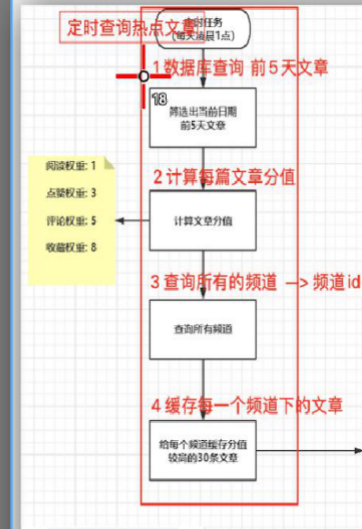 定时任务
定时查询热点文章
(每天凌晨1点)
1 数据库查询 前5天文章
18
筛选出当前日期
前5天文章
阅读权重: 1
2 计算每篇文章分值
点赞权重: 3
评论权重: 5
计算文章分值
收藏权重: 8
3 查询所有的频道 —> 频道id
查询所有频道
4 缓存每一个频道下的文章
给每个频道缓存分值
较高的30条文章